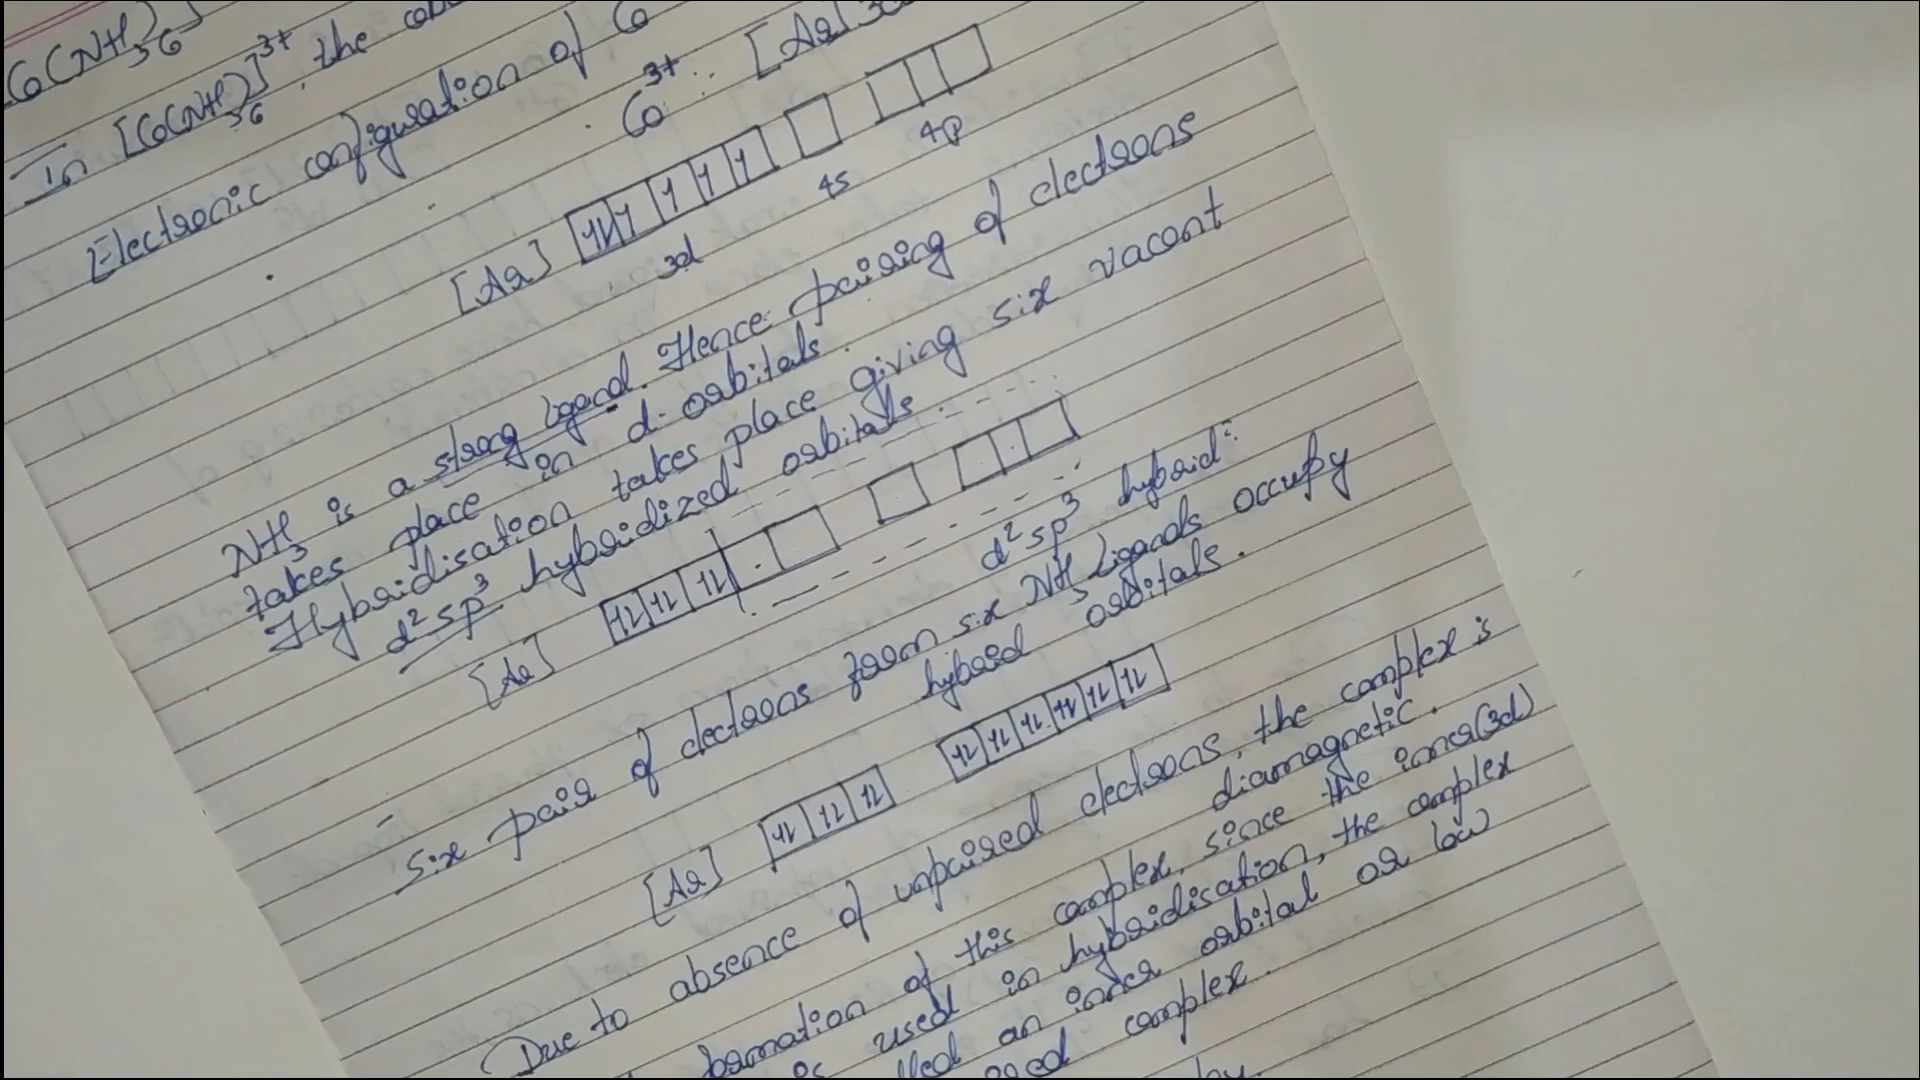 Co(NH3)6
In [Co(NH3)6]3+, the
Electronic configuration of Co
Co3+ : [Ar] 3d
[Ar] 3d 4s 4p
NH3 is a strong ligand. Hence pairing of electrons
takes place in d-orbitals.
Hybridisation takes place giving six vacant
d2sp3 hybridized orbitals
[Ar]
d2sp3 hybrid
Six pair of electrons from six NH3 Ligands occupy
hybrid orbitals.
[Ar]
Due to absence of unpaired electrons, the complex is
diamagnetic.
formation of this complex, since the inner(3d)
is used in hybridisation, the complex
an inner orbital or low
complex.